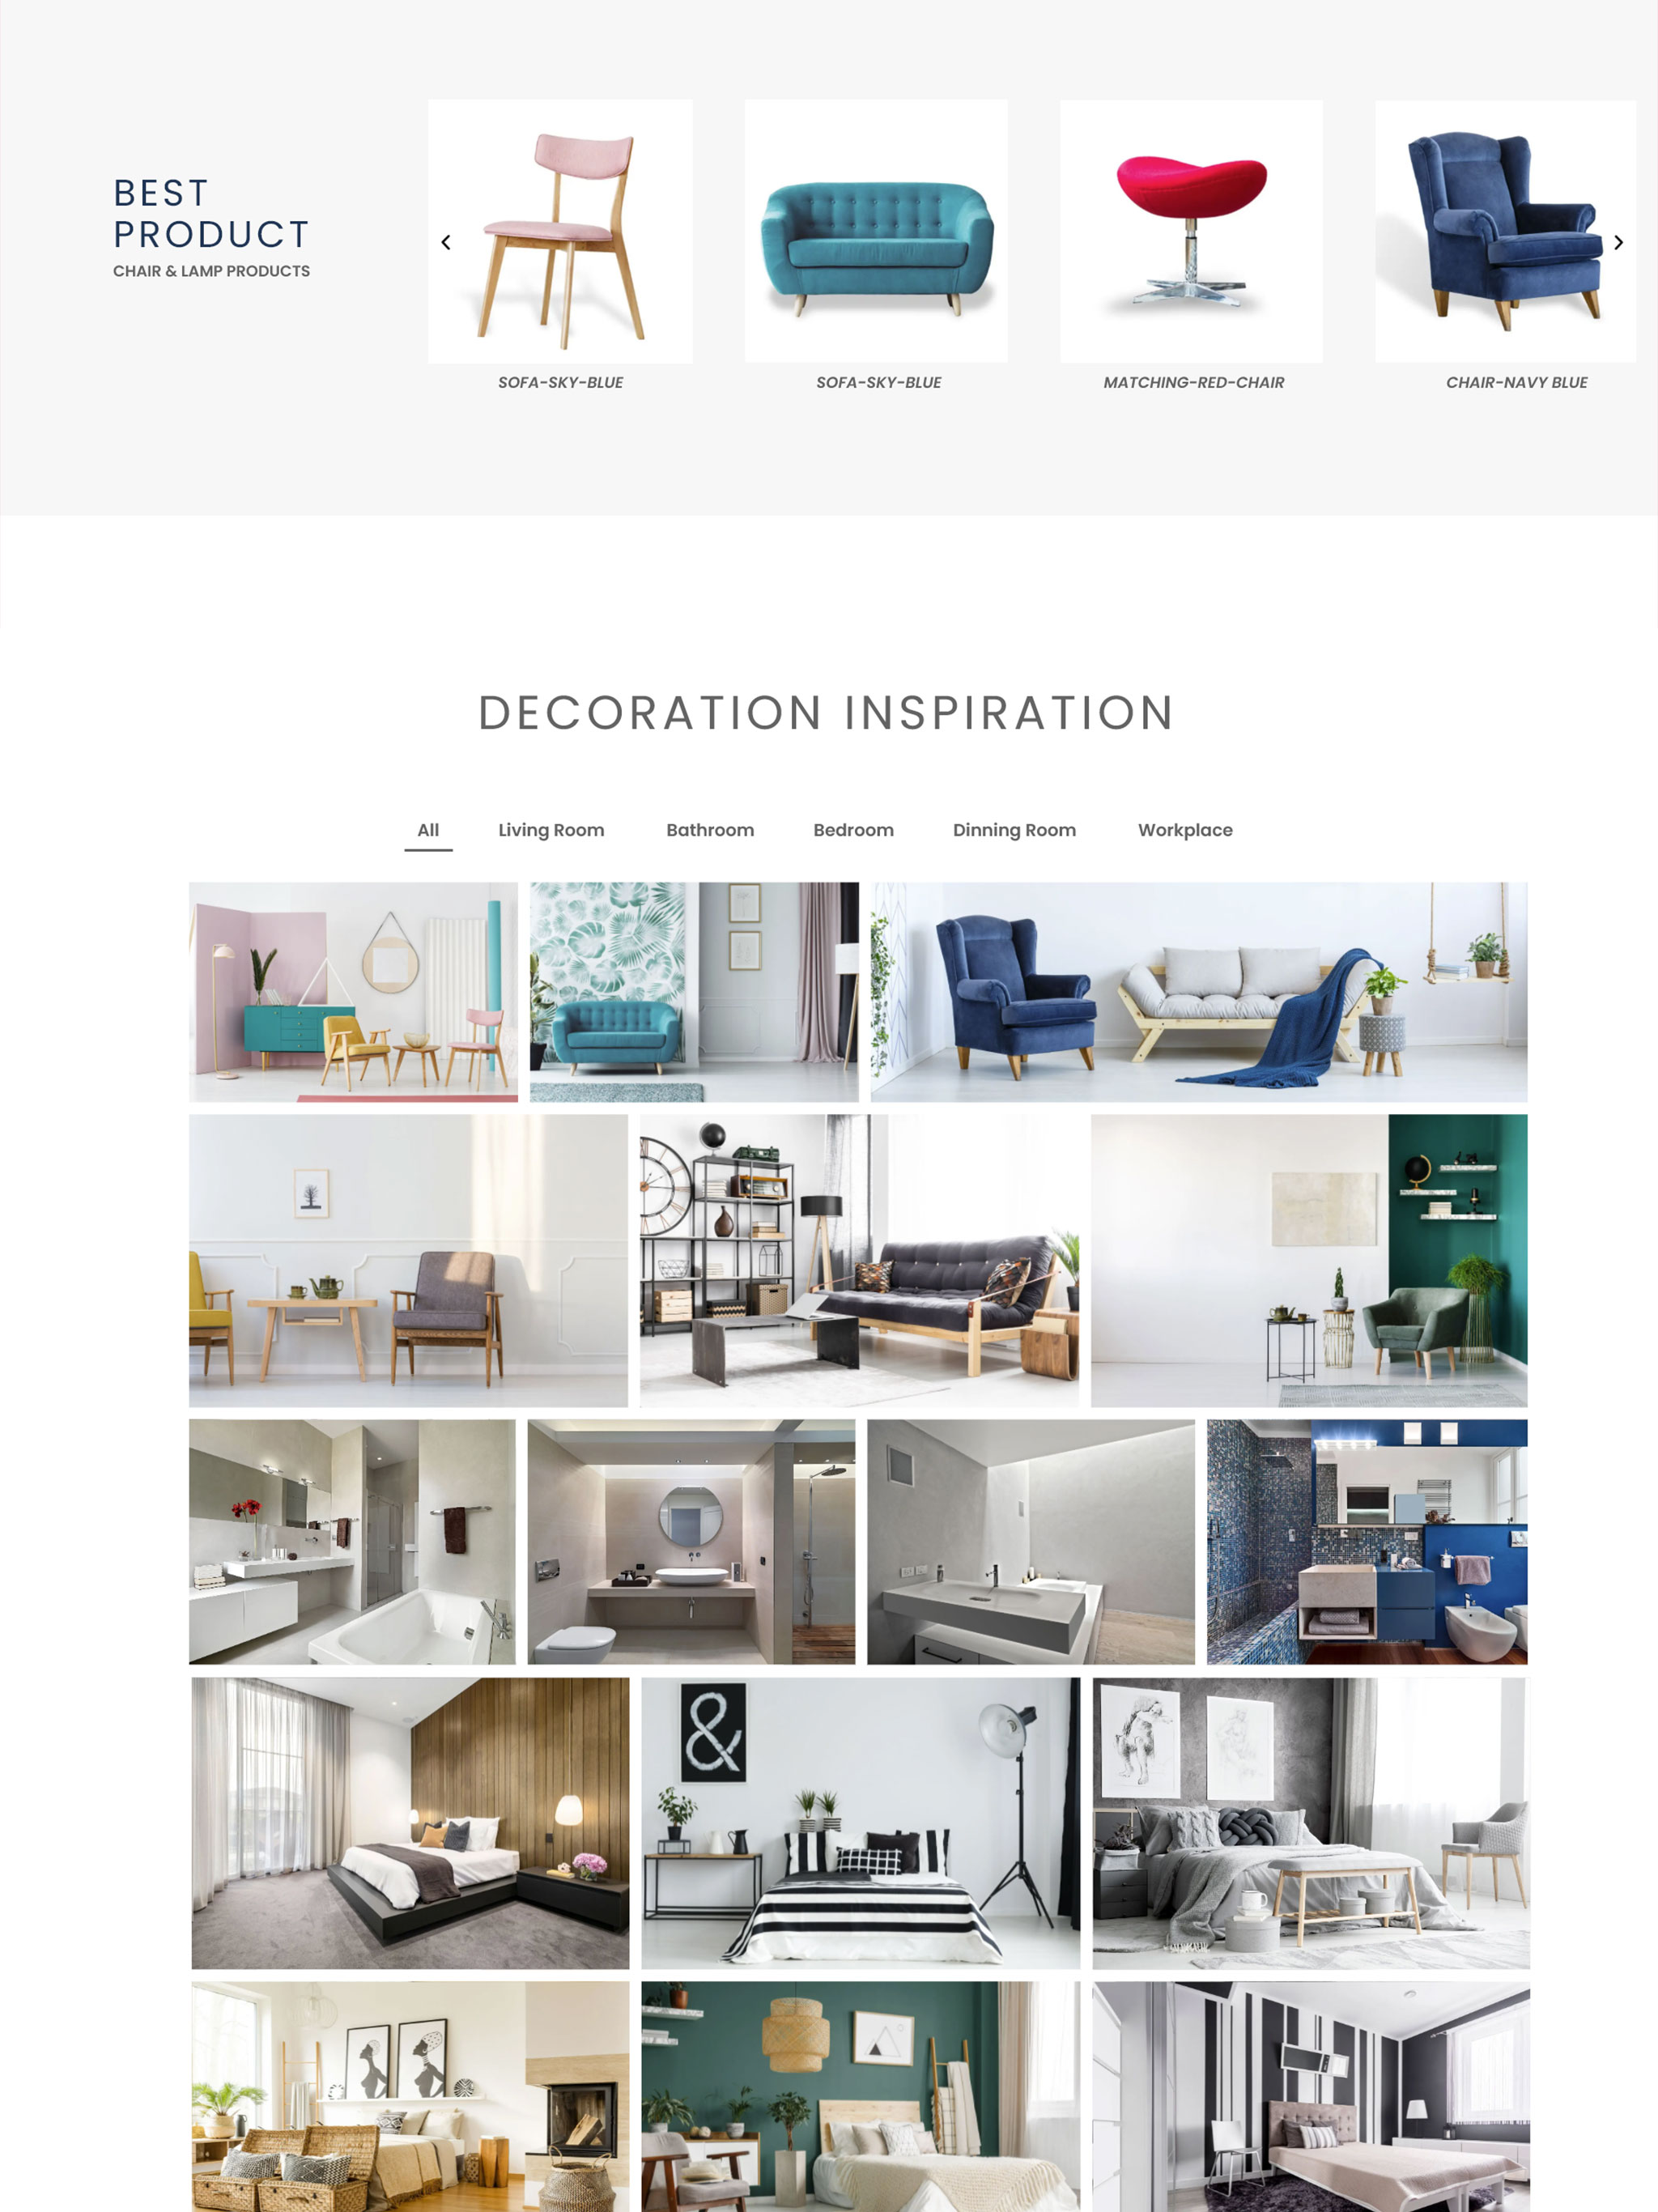 BEST
PRODUCT
CHAIR & LAMP PRODUCTS
SOFA-SKY-BLUE
SOFA-SKY-BLUE
MATCHING-RED-CHAIR
CHAIR-NAVY BLUE
DECORATION INSPIRATION
All
Living Room
Bathroom
Bedroom
Dinning Room
Workplace
&